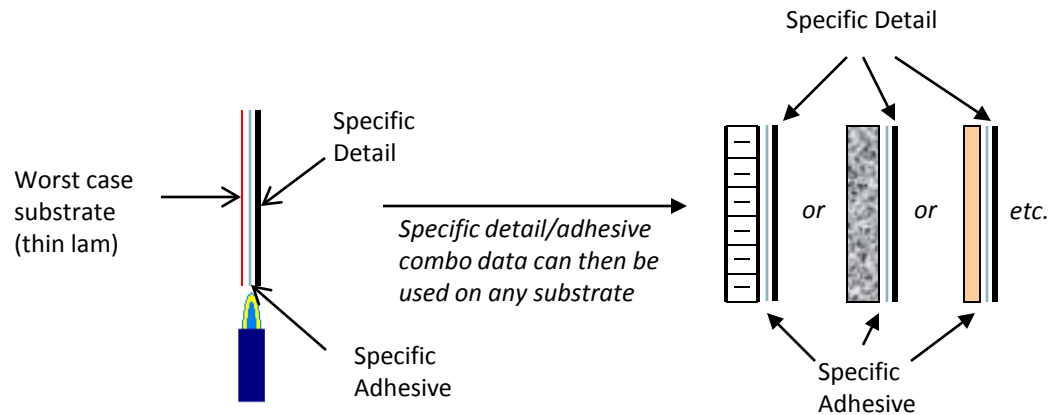 Specific Detail
Specific
Detail
Worst case
substrate
(thin lam)
Specific detail/adhesive
combo data can then be
used on any substrate
or
or
etc.
Specific
Adhesive
Specific
Adhesive